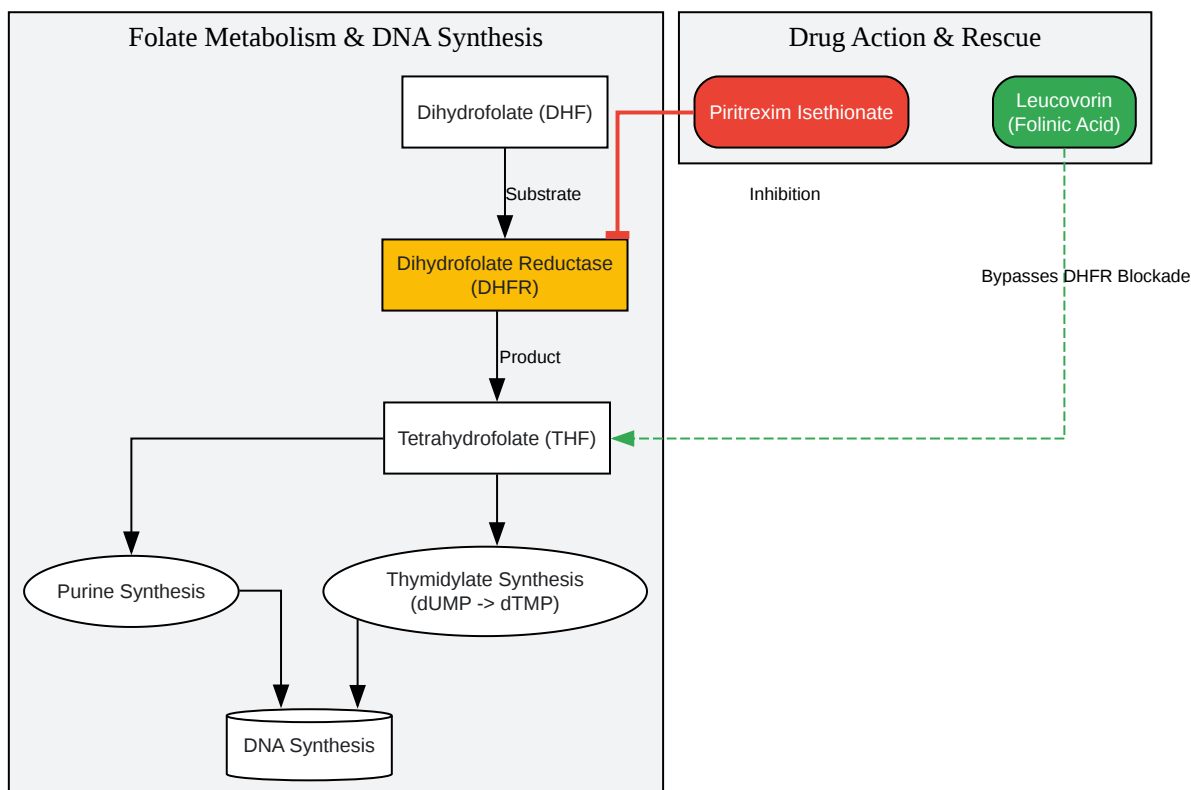 Folate Metabolism & DNA Synthesis
Drug Action & Rescue
Dihydrofolate (DHF)
Piritrexim Isethionate
Leucovorin
(Folinic Acid)
Substrate
Inhibition
Dihydrofolate Reductase
(DHFR)
Bypasses DHFR Blockade
Product
Tetrahydrofolate (THF)
Purine Synthesis
Thymidylate Synthesis
(dUMP -> dTMP)
DNA Synthesis